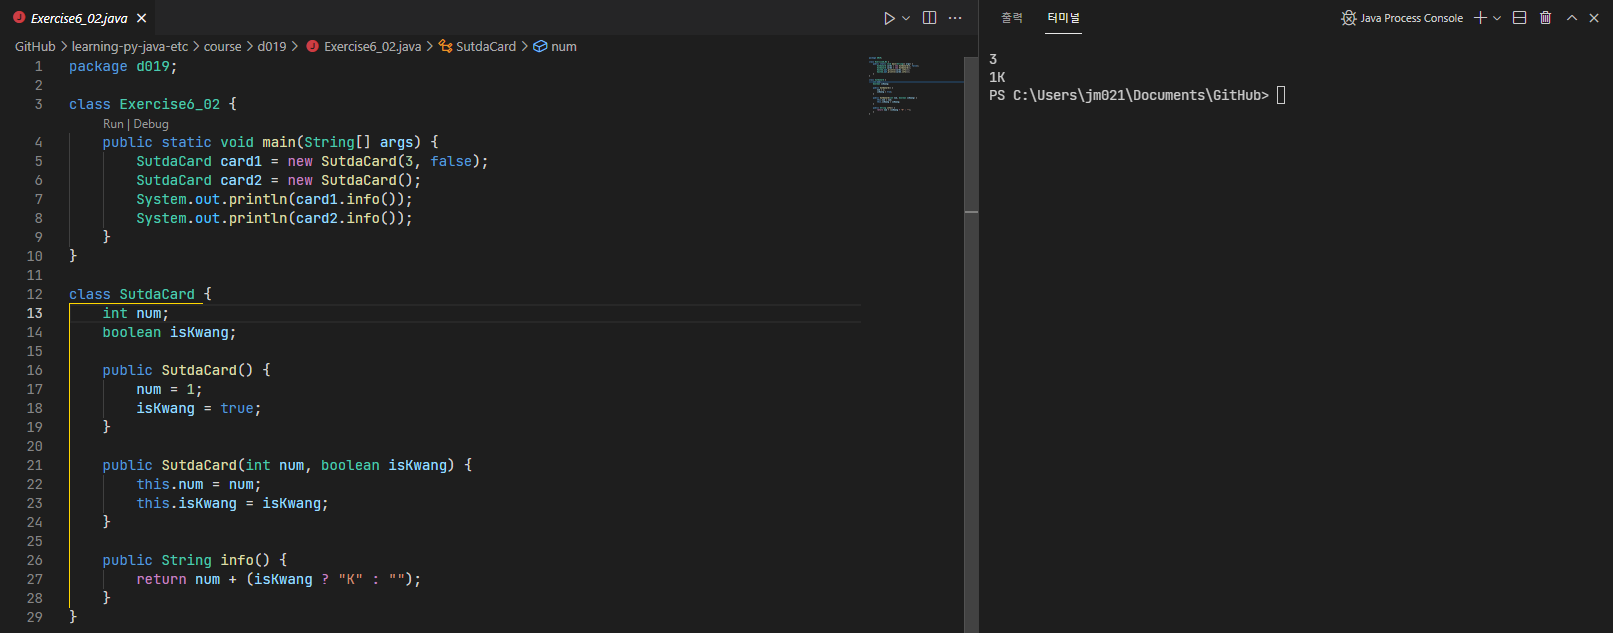 Exercise6_02.java
GitHub > learning-py-java-etc > course > d019 > Exercise6_02.java > SutdaCard > num
1 package d019;
2
3 class Exercise6_02 {
Run | Debug
4 public static void main(String[] args) {
5 SutdaCard card1 = new SutdaCard(3, false);
6 SutdaCard card2 = new SutdaCard();
7 System.out.println(card1.info());
8 System.out.println(card2.info());
9 }
10 }
11
12 class SutdaCard {
13 int num;
14 boolean isKwang;
15
16 public SutdaCard() {
17 num = 1;
18 isKwang = true;
19 }
20
21 public SutdaCard(int num, boolean isKwang) {
22 this.num = num;
23 this.isKwang = isKwang;
24 }
25
26 public String info() {
27 return num + (isKwang ? "K" : "");
28 }
29 }
출력 터미널 Java Process Console
3
1K
PS C:\Users\jm021\Documents\GitHub>